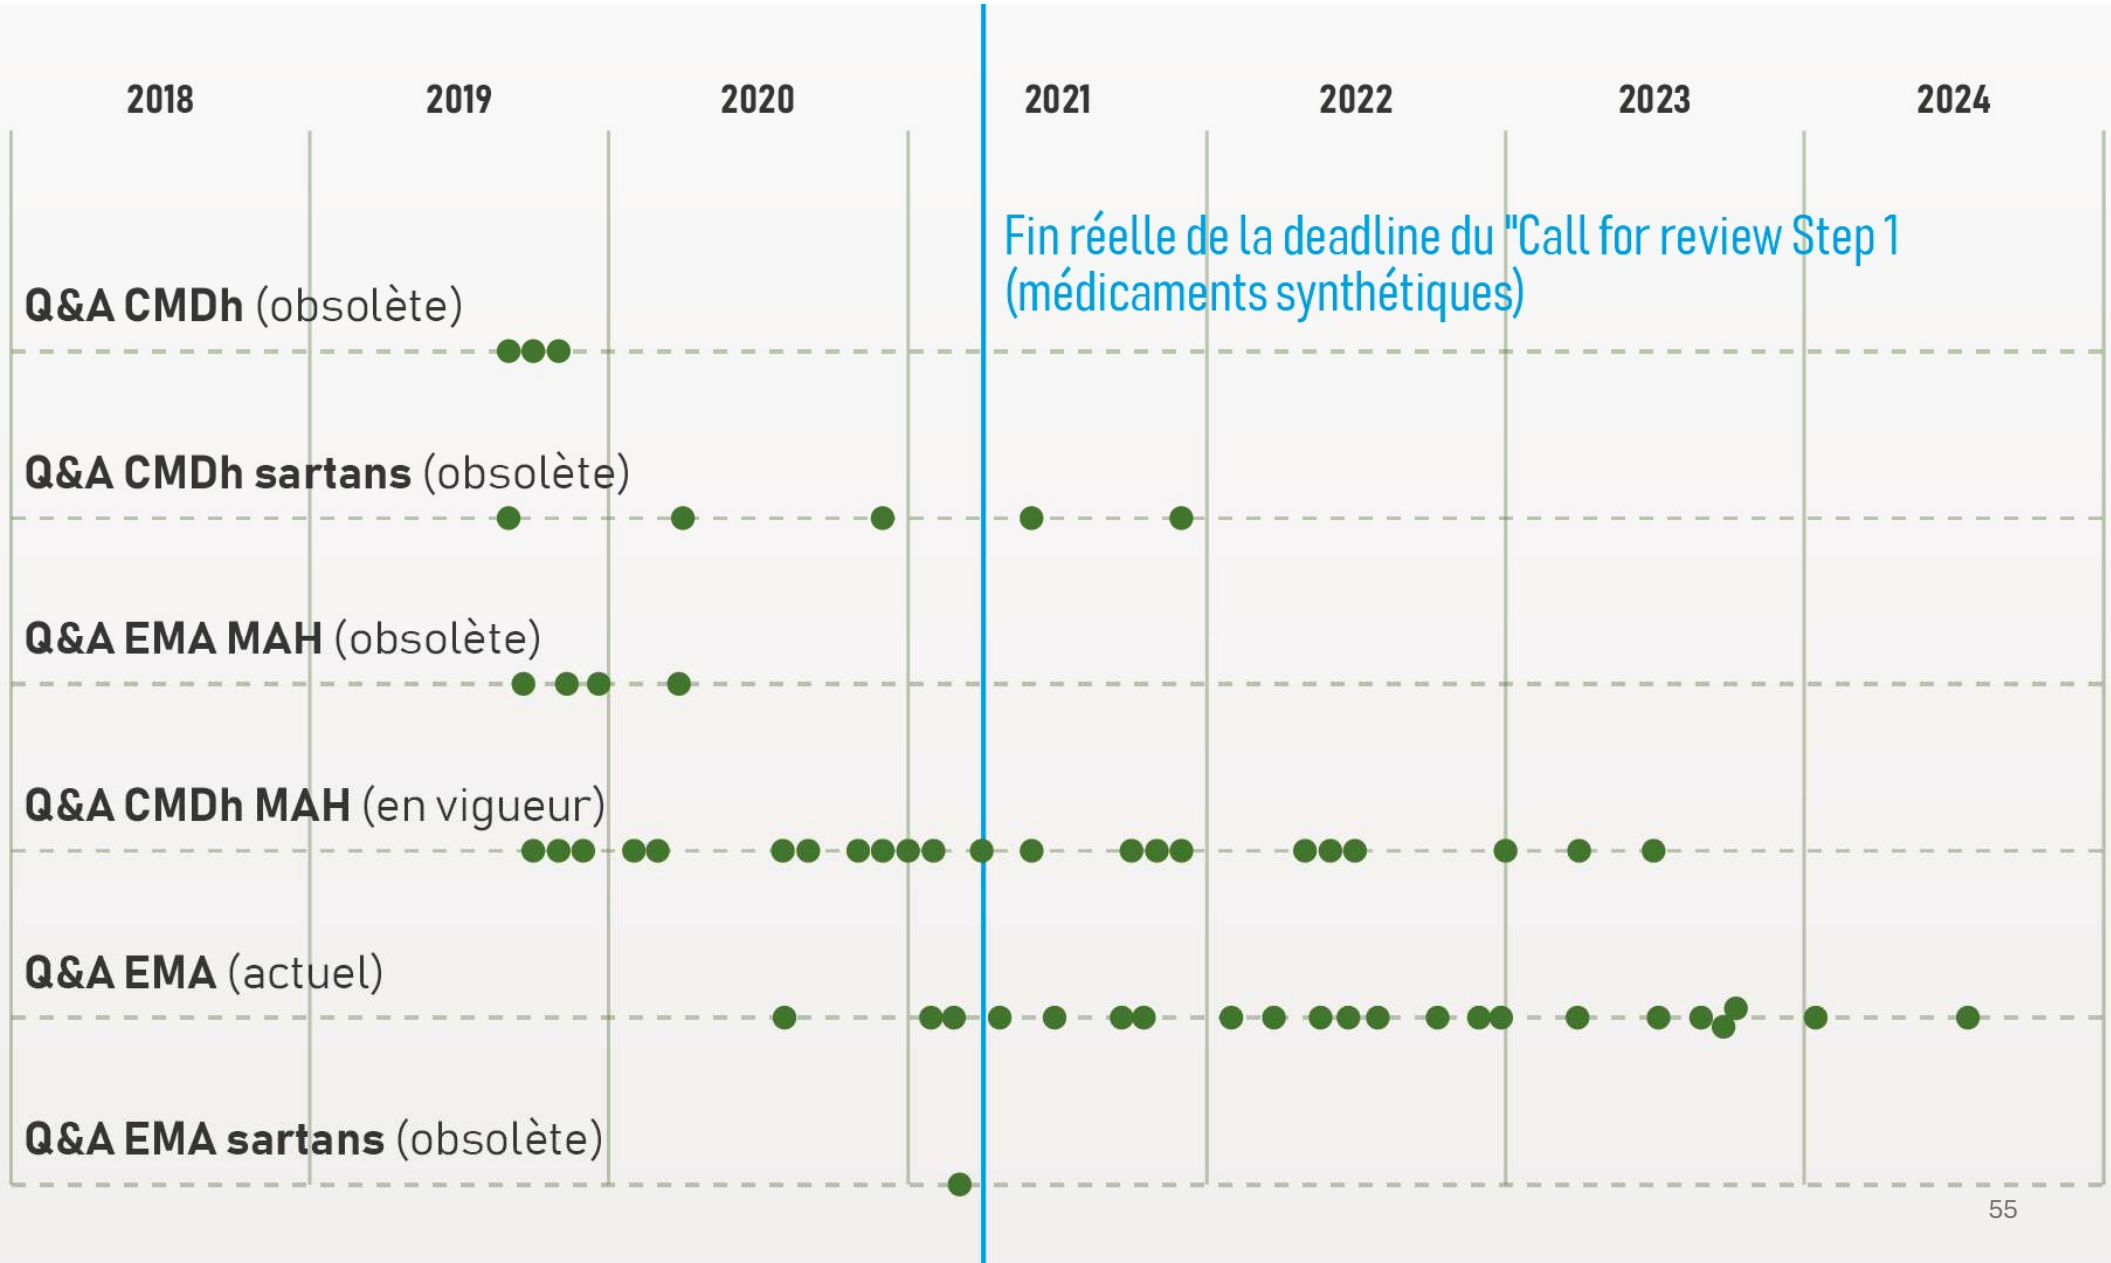 2018 2019 2020 2021 2022 2023 2024
Fin réelle de la deadline du "Call for review Step 1
(médicaments synthétiques)
Q&A CMDh (obsolète)
Q&A CMDh sartans (obsolète)
Q&A EMA MAH (obsolète)
Q&A CMDh MAH (en vigueur)
Q&A EMA (actuel)
Q&A EMA sartans (obsolète)
55